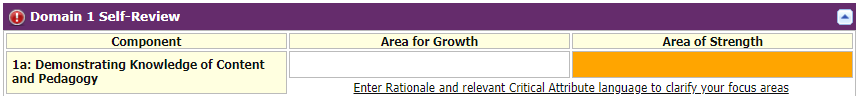 Domain 1 Self-Review
Component Area for Growth Area of Strength
1a: Demonstrating Knowledge of Content
and Pedagogy
Enter Rationale and relevant Critical Attribute language to clarify your focus areas